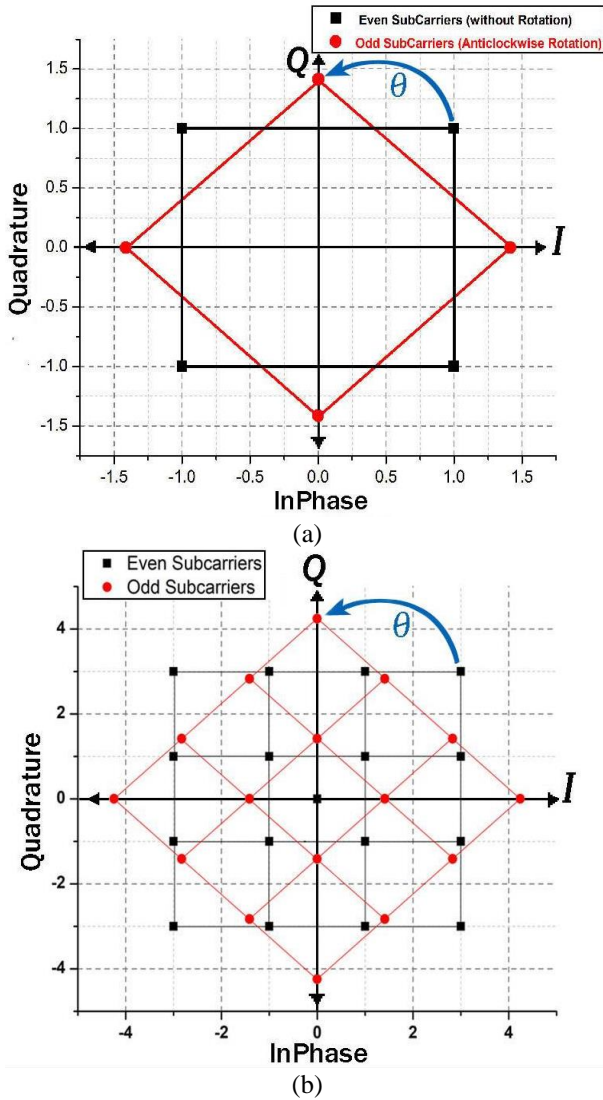 Even SubCarriers (without Rotation)
Odd SubCarriers (Anticlockwise Rotation)
Q
θ
1.5
1.0
0.5
0.0
-0.5
-1.0
-1.5
I
Quadrature
-1.5 -1.0 -0.5 0.0 0.5 1.0 1.5
InPhase
(a)
Even Subcarriers
Odd Subcarriers
Q
θ
4
2
0
-2
-4
I
Quadrature
-4 -2 0 2 4
InPhase
(b)